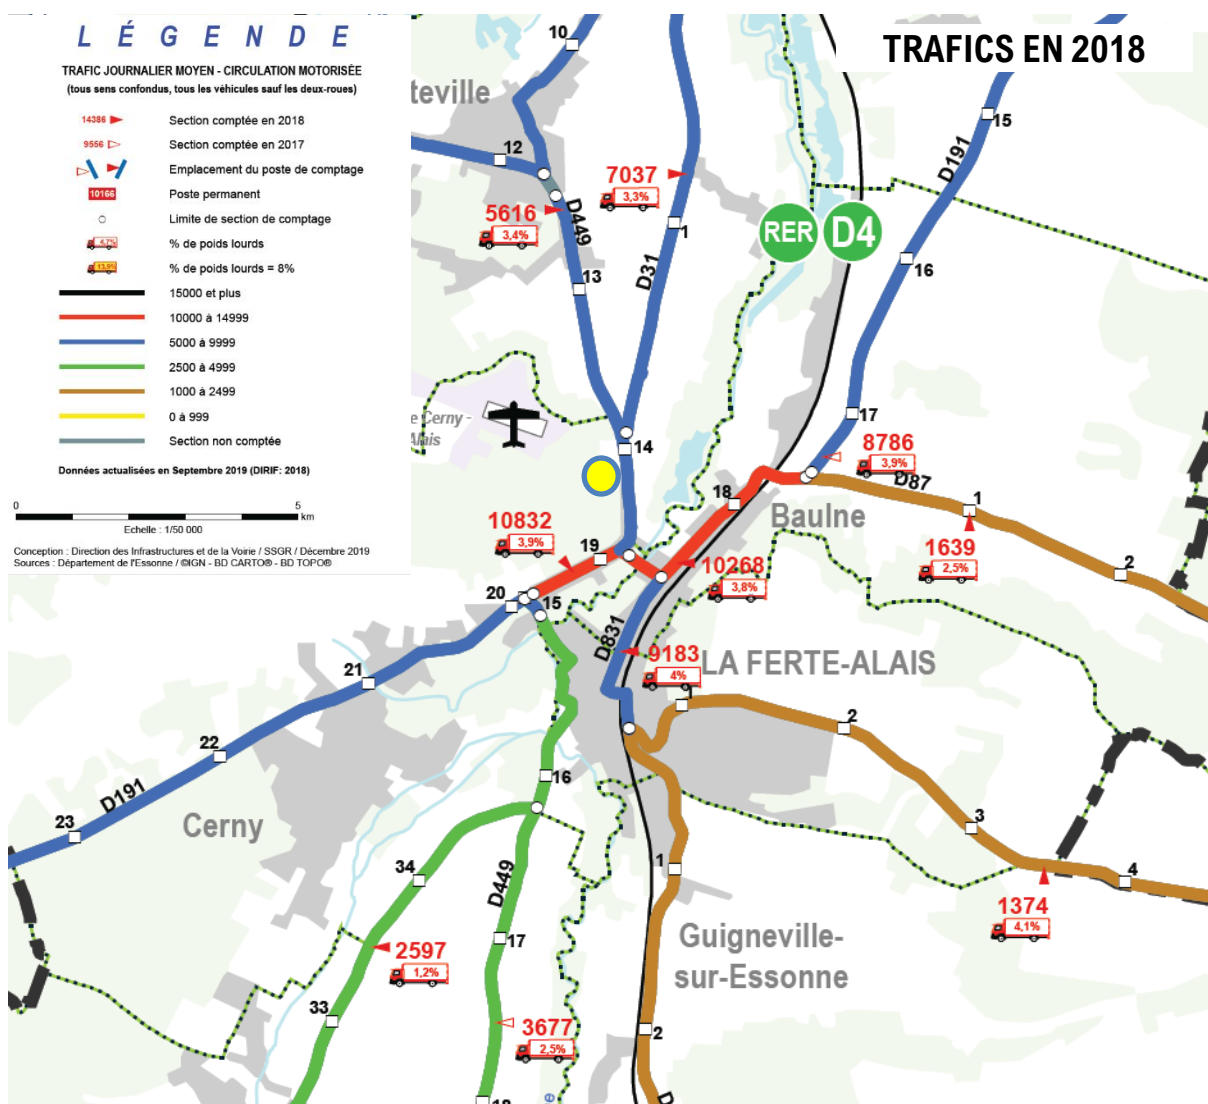 L É G E N D E
TRAFIC JOURNALIER MOYEN - CIRCULATION MOTORISÉE
(tous sens confondus, tous les véhicules sauf les deux-roues)
14386 Section comptée en 2018
9556 Section comptée en 2017
Emplacement du poste de comptage
10166 Poste permanent
Limite de section de comptage
4,7% % de poids lourds
13,9% % de poids lourds = 8%
15000 et plus
10000 à 14999
5000 à 9999
2500 à 4999
1000 à 2499
0 à 999
Section non comptée
Données actualisées en Septembre 2019 (DIRIF: 2018)
0 5
km
Echelle : 1/50 000
Conception : Direction des Infrastructures et de la Voirie / SSGR / Décembre 2019
Sources : Département de l'Essonne / ©IGN - BD CARTO® - BD TOPO®
TRAFICS EN 2018
10
teville
12
15
D191
7037
3,3%
5616
3,4%
D449
1
RER D4
D31
13
16
e Cerny -
Alais
17
14
8786
3,9%
D87
18
1
Baulne
10832
3,9%
19
1639
2,5%
2
10268
3,8%
20
15
D831
9183
4%
LA FERTE-ALAIS
21
2
22
D191
16
23
Cerny
3
34
D449
1
4
1374
4,1%
17
2597
1,2%
Guigneville-
sur-Essonne
33
3677
2,5%
2
18
e
D